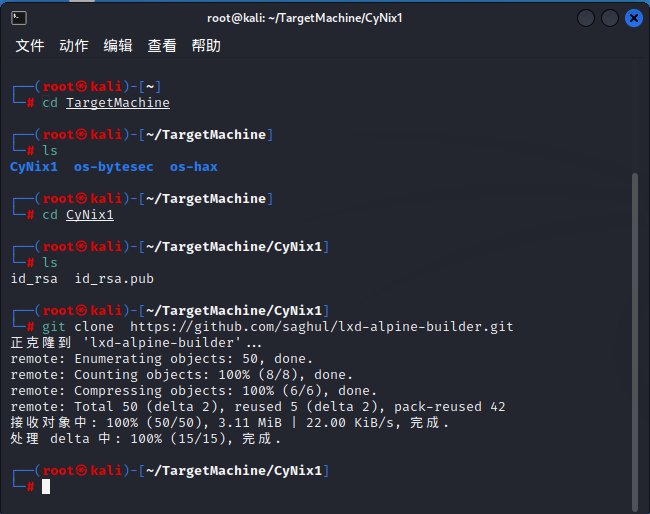 root@kali: ~/TargetMachine/CyNix1
文件 动作 编辑 查看 帮助
┌──(root㉿kali)-[~]
└─# cd TargetMachine
┌──(root㉿kali)-[~/TargetMachine]
└─# ls
CyNix1  os-bytesec  os-hax
┌──(root㉿kali)-[~/TargetMachine]
└─# cd CyNix1
┌──(root㉿kali)-[~/TargetMachine/CyNix1]
└─# ls
id_rsa  id_rsa.pub
┌──(root㉿kali)-[~/TargetMachine/CyNix1]
└─# git clone  https://github.com/saghul/lxd-alpine-builder.git
正克隆到 'lxd-alpine-builder'...
remote: Enumerating objects: 50, done.
remote: Counting objects: 100% (8/8), done.
remote: Compressing objects: 100% (6/6), done.
remote: Total 50 (delta 2), reused 5 (delta 2), pack-reused 42
接收对象中: 100% (50/50), 3.11 MiB | 22.00 KiB/s, 完成.
处理 delta 中: 100% (15/15), 完成.
┌──(root㉿kali)-[~/TargetMachine/CyNix1]
└─#